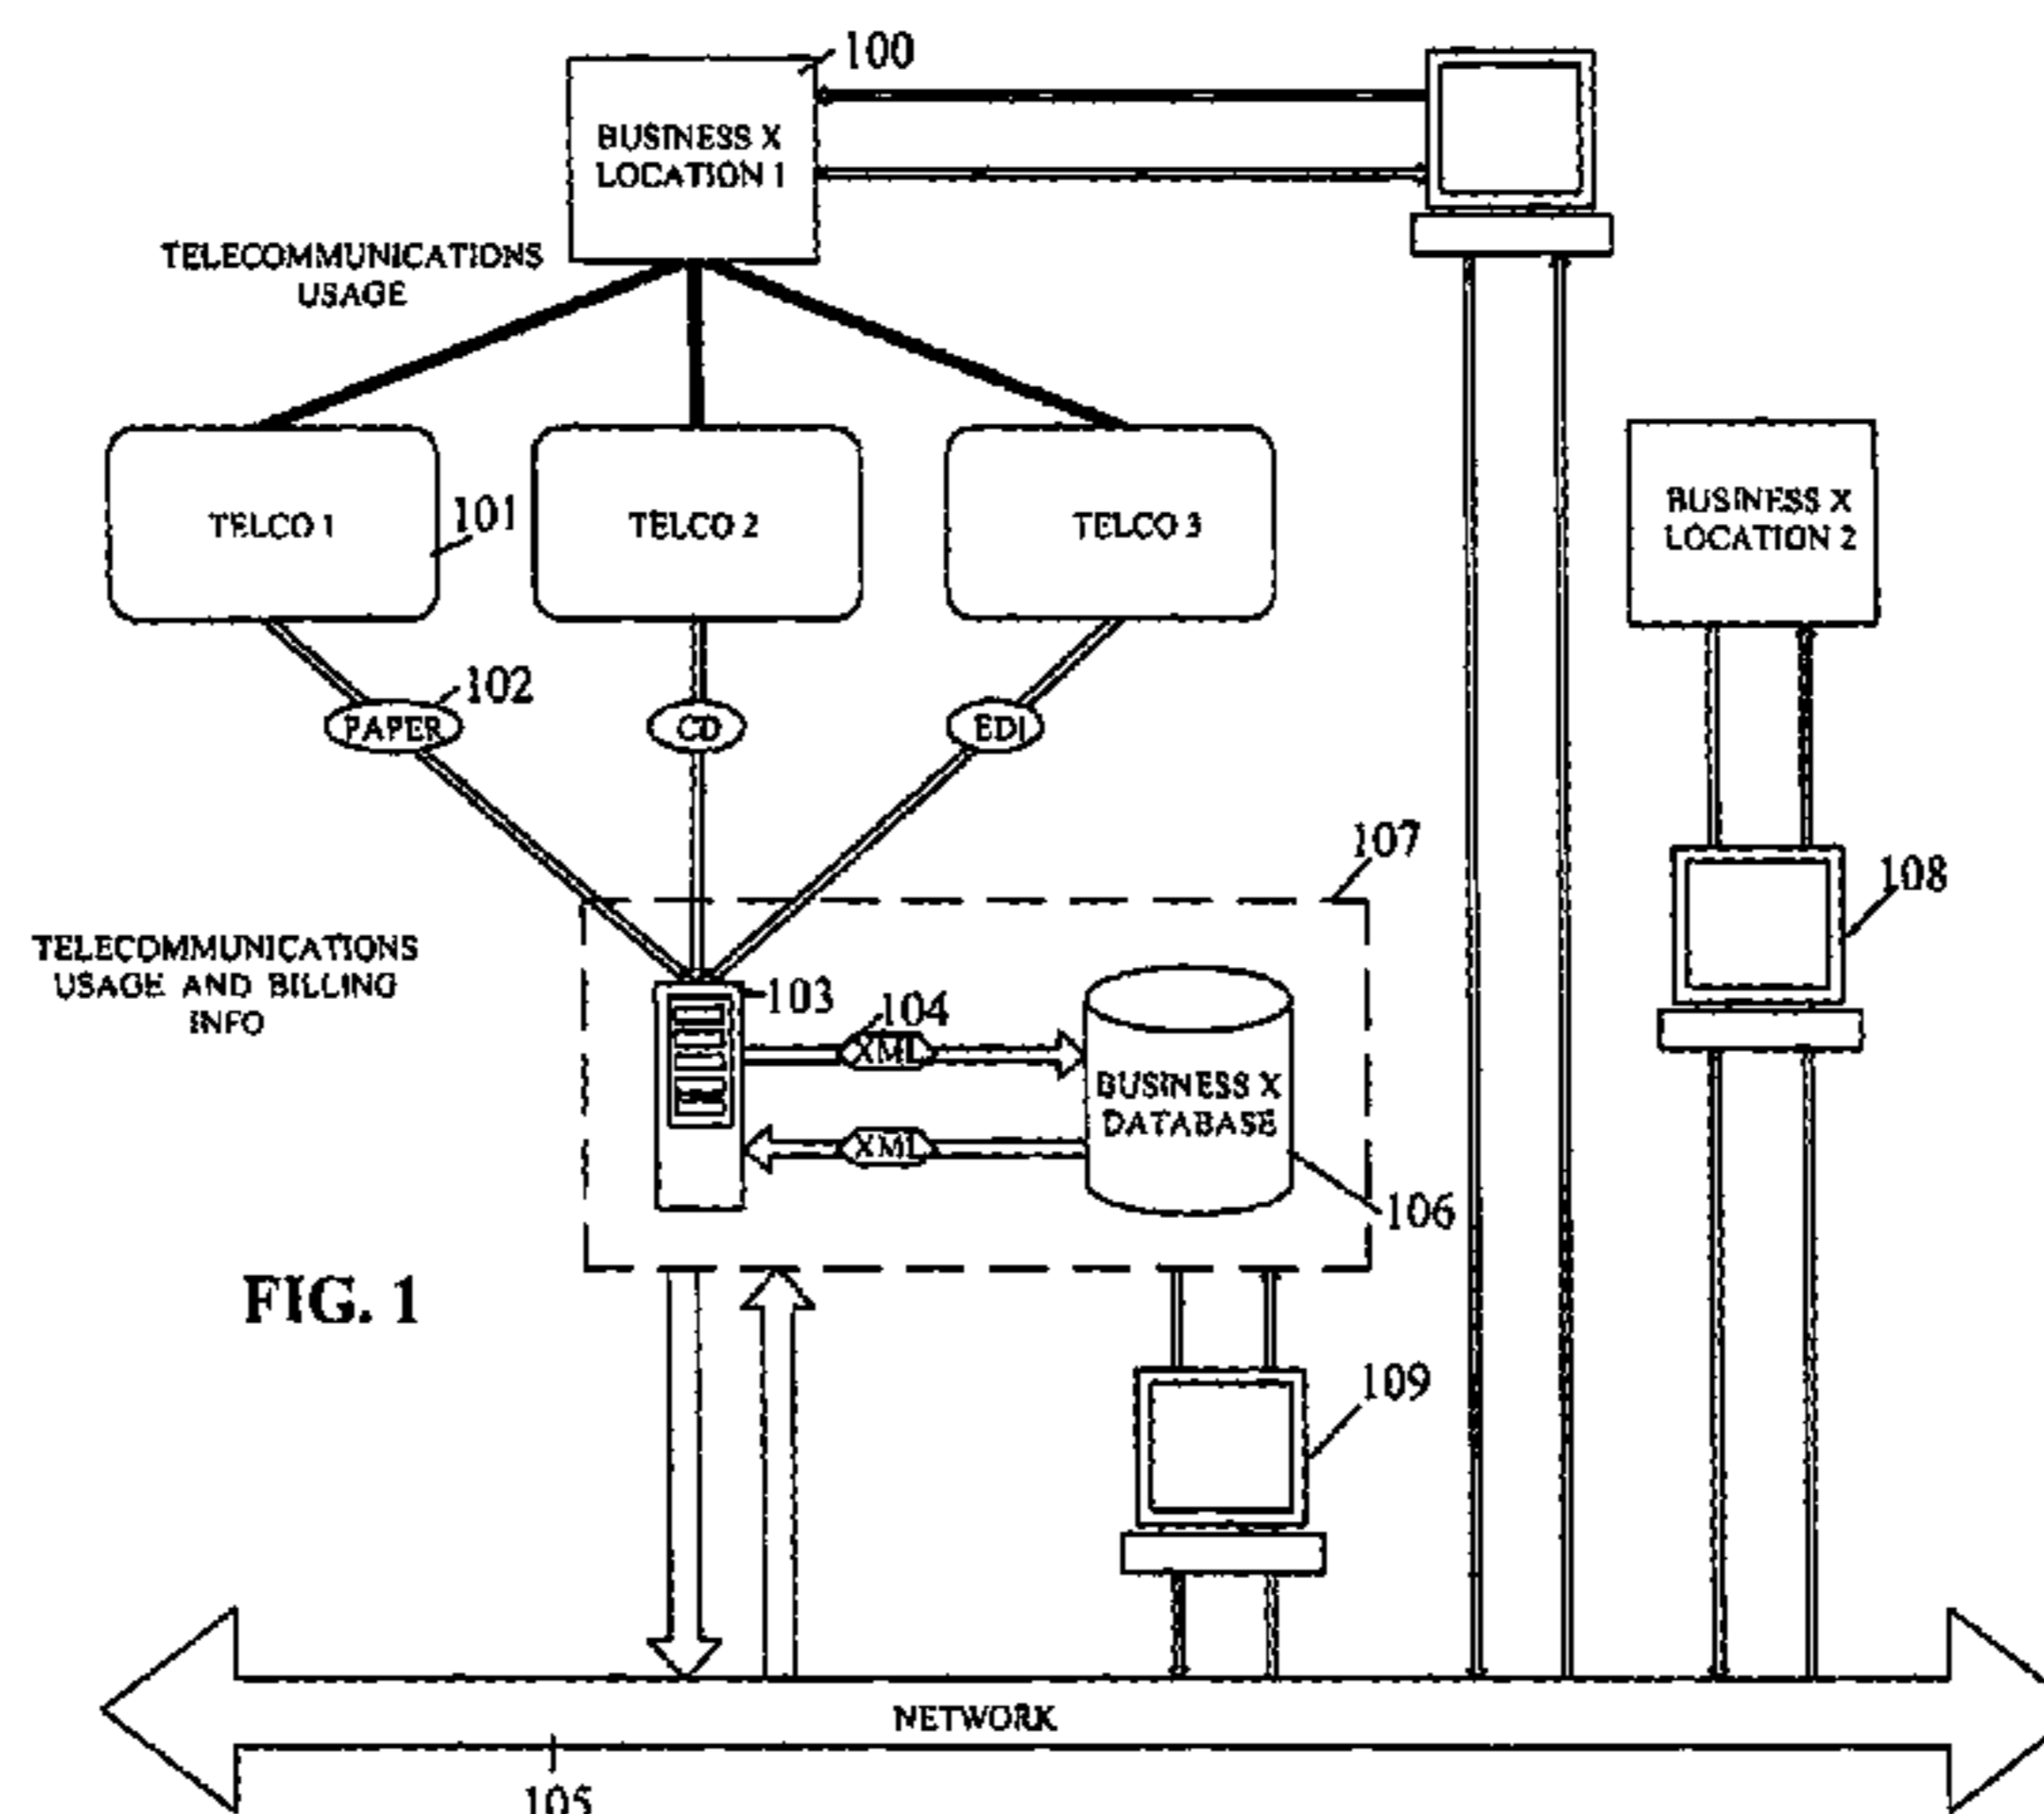 100
BUSINESS X
LOCATION 1
TELECOMMUNICATIONS
USAGE
TELCO 1
101
TELCO 2
TELCO 3
BUSINESS X
LOCATION 2
102
PAPER
CD
EDI
107
108
TELECOMMUNICATIONS
USAGE AND BILLING
INFO
103
104
XML
BUSINESS X
DATABASE
XML
106
FIG. 1
109
NETWORK
105